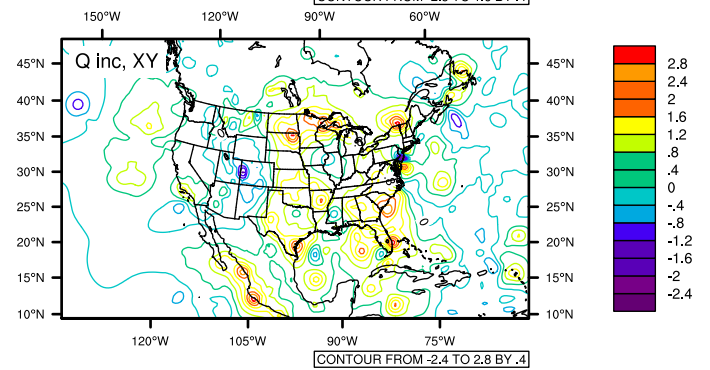 150°W 120°W 90°W 60°W
Q inc, XY
45°N 45°N 2.8
40°N 40°N 2.4
35°N 35°N 2
30°N 30°N 1.6
25°N 25°N 1.2
20°N 20°N .8
15°N 15°N .4
10°N 10°N 0
-.4
-.8
-1.2
-1.6
-2
-2.4
120°W 105°W 90°W 75°W
CONTOUR FROM -2.4 TO 2.8 BY .4